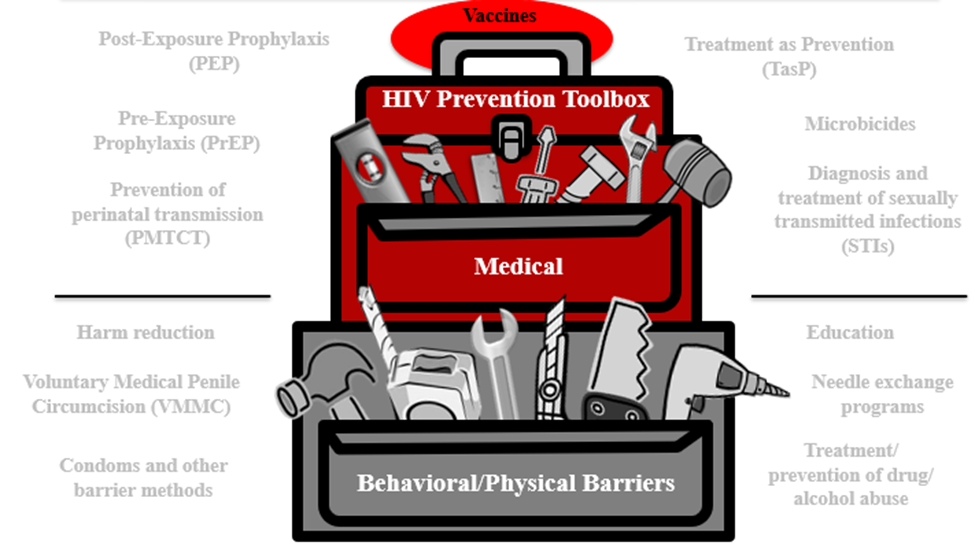 Vaccines
Post-Exposure Prophylaxis
(PEP)
Treatment as Prevention
(TasP)
HIV Prevention Toolbox
Pre-Exposure
Prophylaxis (PrEP)
Microbicides
Prevention of
perinatal transmission
(PMTCT)
Diagnosis and
treatment of sexually
transmitted infections
(STIs)
Medical
Harm reduction
Education
Voluntary Medical Penile
Circumcision (VMMC)
Needle exchange
programs
Condoms and other
barrier methods
Treatment/
prevention of drug/
alcohol abuse
Behavioral/Physical Barriers